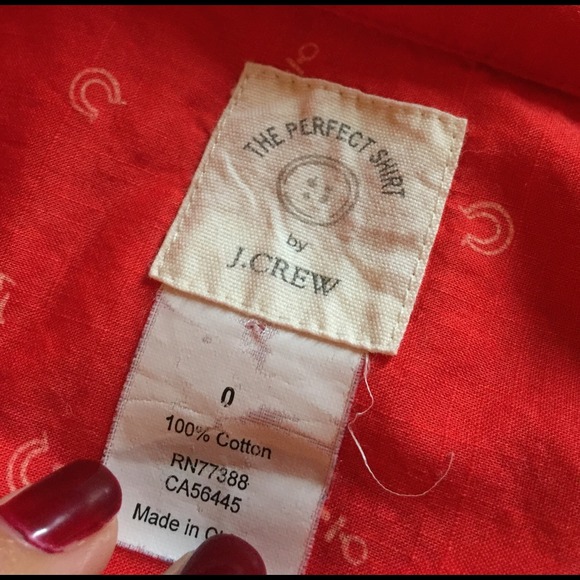 THE PERFECT SHIRT
by
J.CREW
0
100% Cotton
RN77388
CA56445
Made in